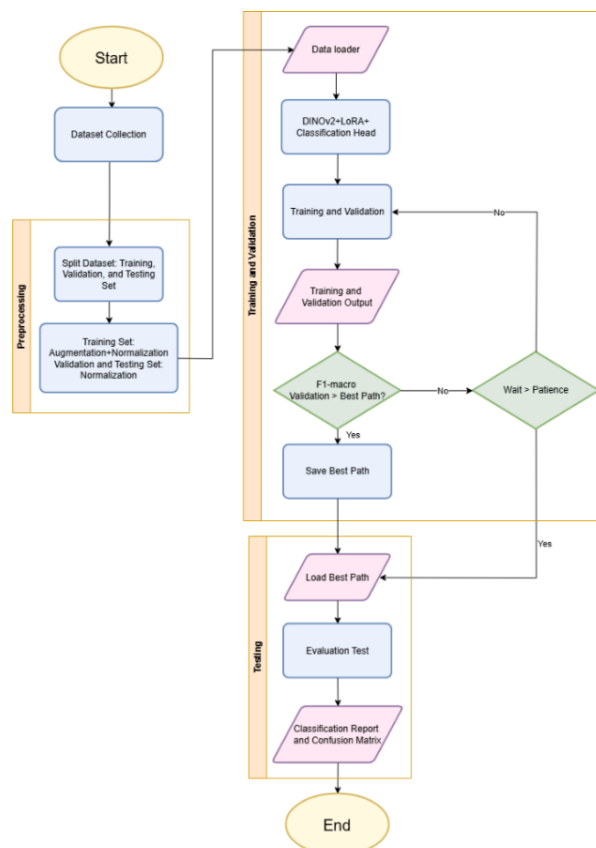 Start
Dataset Collection
Preprocessing
Split Dataset: Training,
Validation, and Testing
Set
Training Set:
Augmentation+Normalization
Validation and Testing Set:
Normalization
Training and Validation
Data loader
DINOv2+LoRA+
Classification Head
Training and Validation
No
Training and
Validation Output
F1-macro
Validation > Best Path?
No
Wait > Patience
Yes
Save Best Path
Yes
Testing
Load Best Path
Evaluation Test
Classification Report
and Confusion Matrix
End